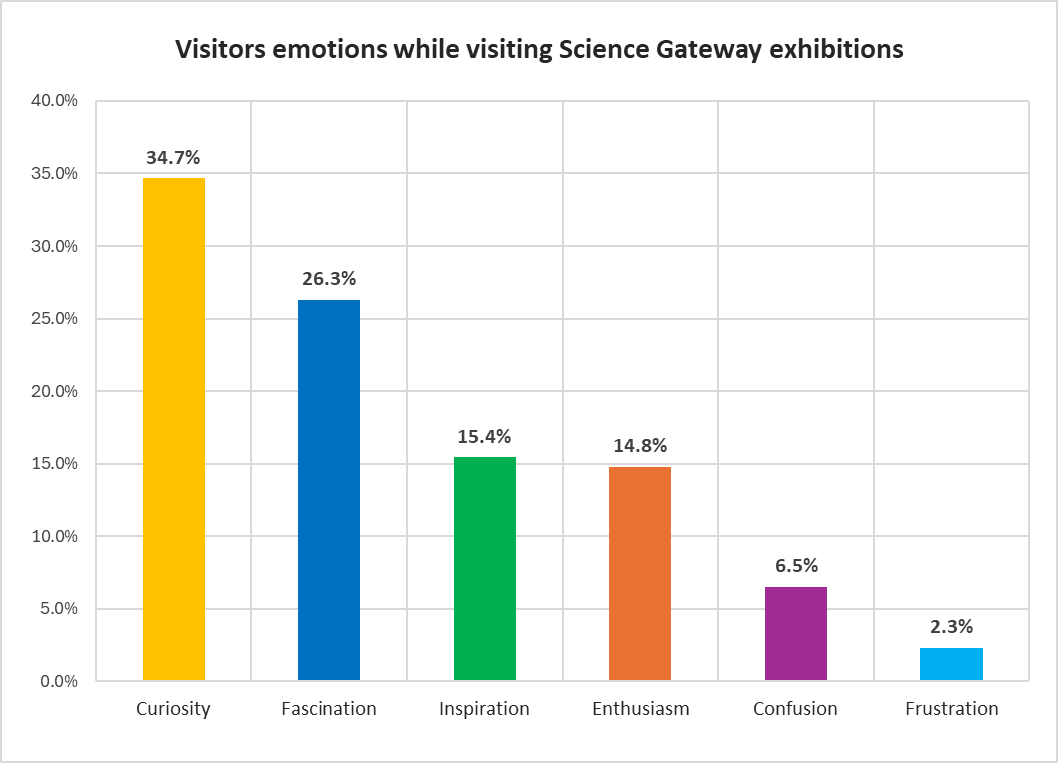 Visitors emotions while visiting Science Gateway exhibitions
40.0%
35.0%
30.0%
25.0%
20.0%
15.0%
10.0%
5.0%
0.0%
34.7%
26.3%
15.4%
14.8%
6.5%
2.3%
Curiosity
Fascination
Inspiration
Enthusiasm
Confusion
Frustration